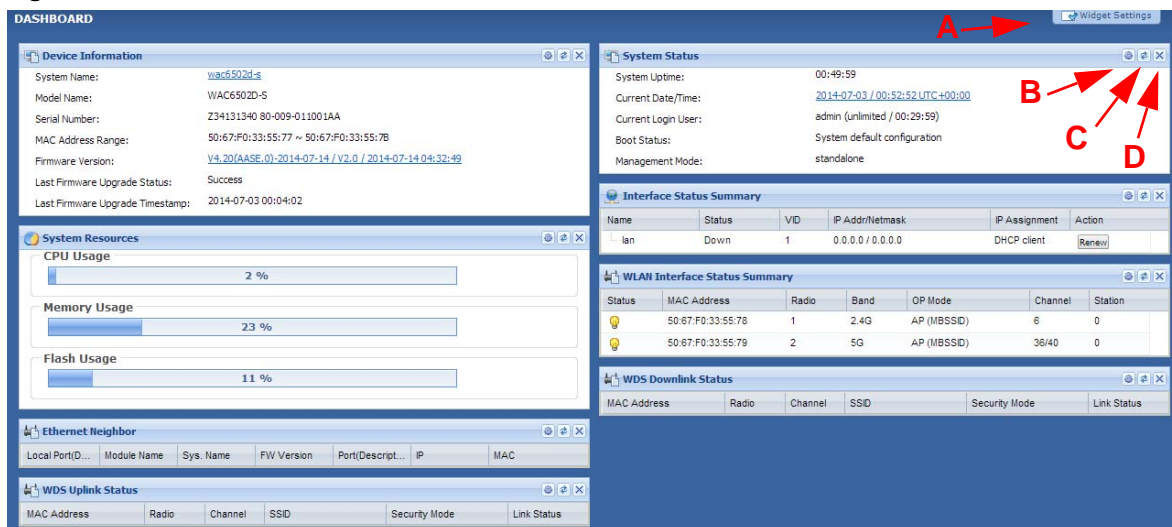 DASHBOARD
Widget Settings
A
Device Information
System Name: wac6502d-s
Model Name: WAC6502D-S
Serial Number: Z34131340 80-009-011001AA
MAC Address Range: 50:67:F0:33:55:77 ~ 50:67:F0:33:55:7B
Firmware Version: V4.20(AASE.0)-2014-07-14 / V2.0 / 2014-07-14 04:32:49
Last Firmware Upgrade Status: Success
Last Firmware Upgrade Timestamp: 2014-07-03 00:04:02
System Resources
CPU Usage
2 %
Memory Usage
23 %
Flash Usage
11 %
Ethernet Neighbor
Local Port(D... Module Name Sys. Name FW Version Port(Descript... IP MAC
WDS Uplink Status
MAC Address Radio Channel SSID Security Mode Link Status
System Status
System Uptime: 00:49:59
Current Date/Time: 2014-07-03 / 00:52:52 UTC+00:00
Current Login User: admin (unlimited / 00:29:59)
Boot Status: System default configuration
Management Mode: standalone
B
C
D
Interface Status Summary
Name Status VID IP Addr/Netmask IP Assignment Action
lan Down 1 0.0.0.0 / 0.0.0.0 DHCP client Renew
WLAN Interface Status Summary
Status MAC Address Radio Band OP Mode Channel Station
50:67:F0:33:55:78 1 2.4G AP (MBSSID) 6 0
50:67:F0:33:55:79 2 5G AP (MBSSID) 36/40 0
WDS Downlink Status
MAC Address Radio Channel SSID Security Mode Link Status